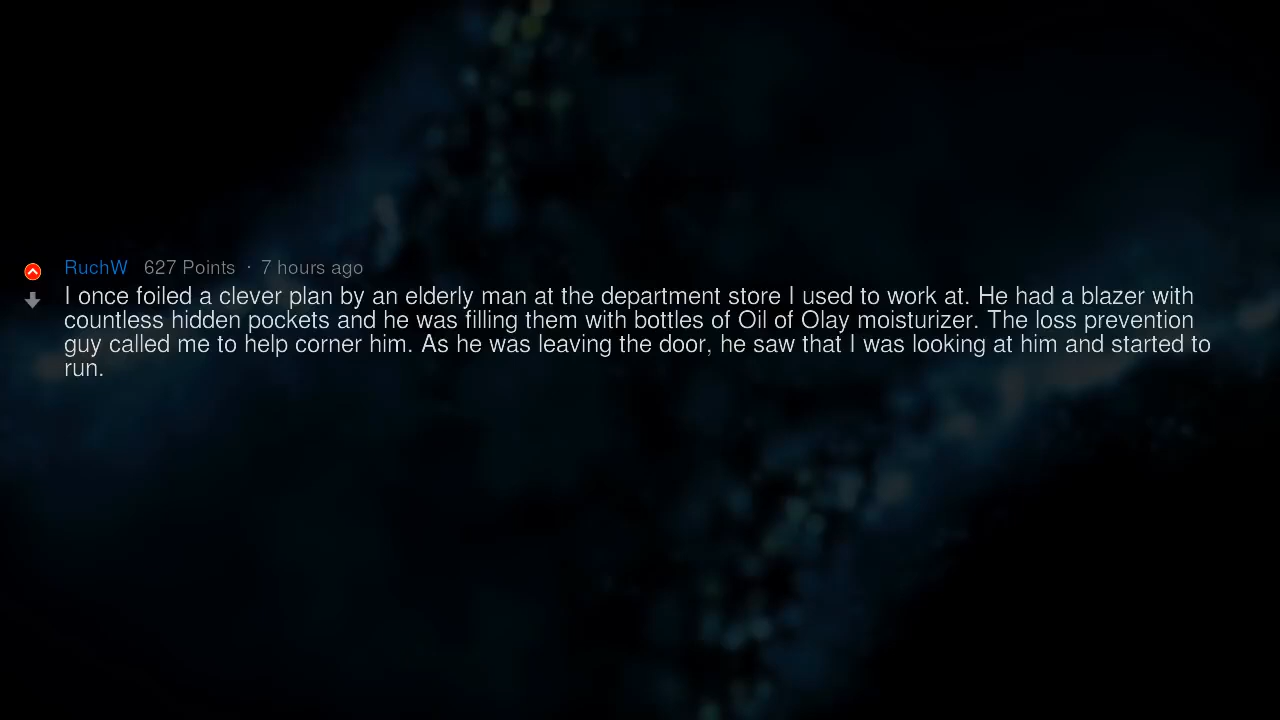 RuchW 627 Points · 7 hours ago
I once foiled a clever plan by an elderly man at the department store I used to work at. He had a blazer with
countless hidden pockets and he was filling them with bottles of Oil of Olay moisturizer. The loss prevention
guy called me to help corner him. As he was leaving the door, he saw that I was looking at him and started to
run.